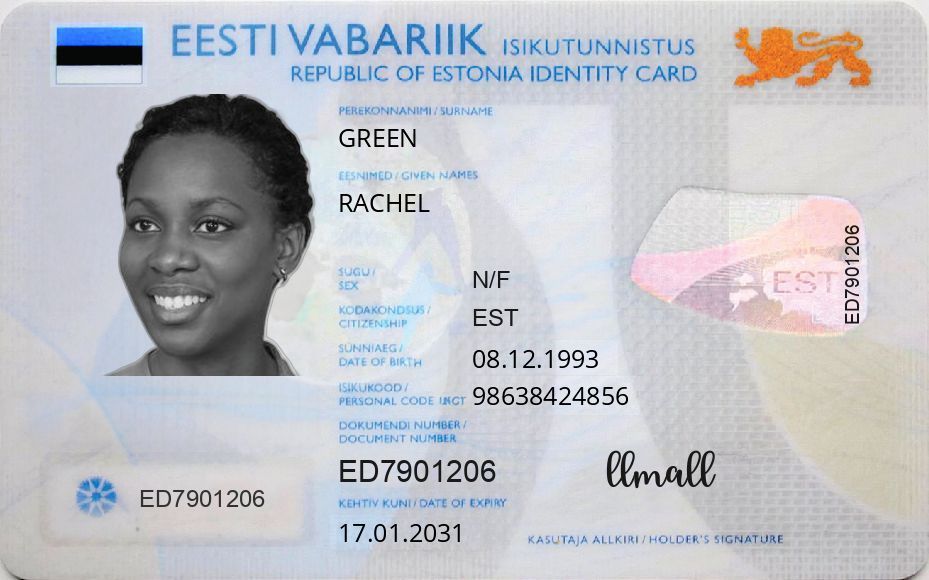 EESTI VABARIIK ISIKUTUNNISTUS
REPUBLIC OF ESTONIA IDENTITY CARD
PEREKONNANIMI / SURNAME
GREEN
EESNIMED / GIVEN NAMES
RACHEL
SUGU /
SEX
N/F
KODAKONDSUS /
CITIZENSHIP
EST
SÜNNIAEG /
DATE OF BIRTH
08.12.1993
ISIKUKOOD /
PERSONAL CODE
98638424856
DOKUMENDI NUMBER /
DOCUMENT NUMBER
ED7901206
KEHTIV KUNI / DATE OF EXPIRY
17.01.2031
ED7901206
EST
ED7901206
llmall
KASUTAJA ALLKIRI / HOLDER'S SIGNATURE